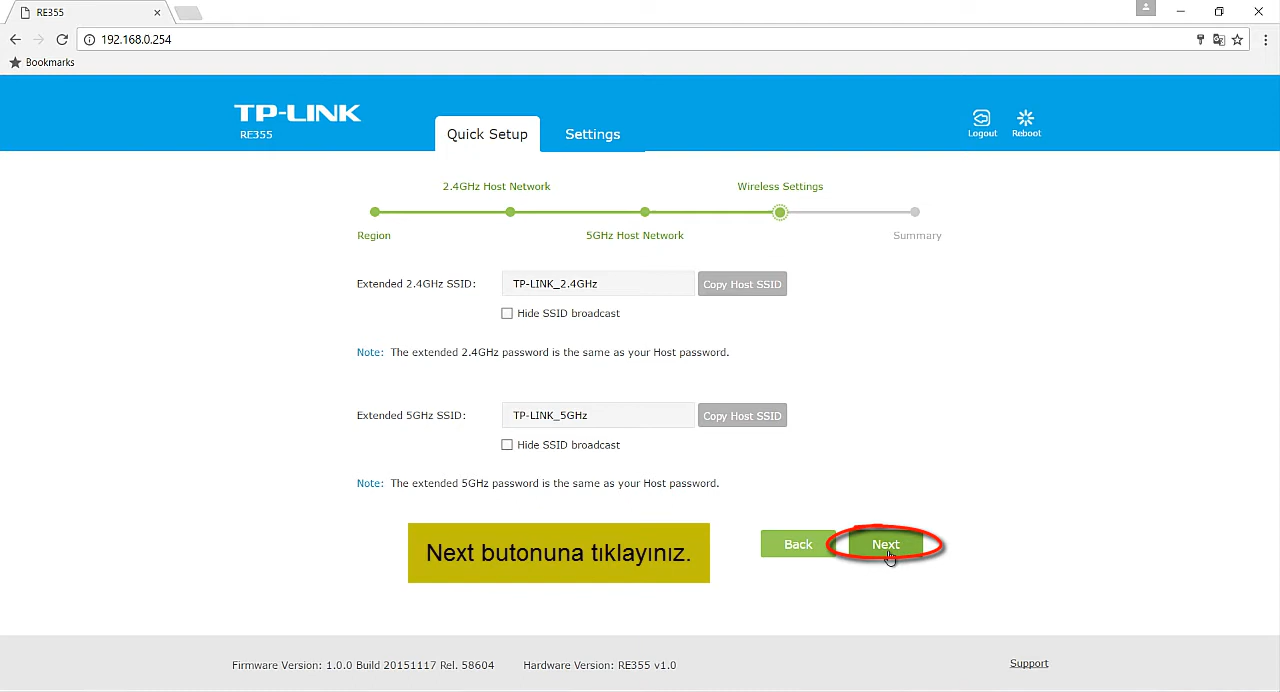 RE355
192.168.0.254
Bookmarks
TP-LINK
RE355
Quick Setup
Settings
Logout
Reboot
2.4GHz Host Network
Wireless Settings
Region
5GHz Host Network
Summary
Extended 2.4GHz SSID:
TP-LINK_2.4GHz
Copy Host SSID
Hide SSID broadcast
Note: The extended 2.4GHz password is the same as your Host password.
Extended 5GHz SSID:
TP-LINK_5GHz
Copy Host SSID
Hide SSID broadcast
Note: The extended 5GHz password is the same as your Host password.
Next butonuna tıklayınız.
Back
Next
Firmware Version: 1.0.0 Build 20151117 Rel. 58604
Hardware Version: RE355 v1.0
Support